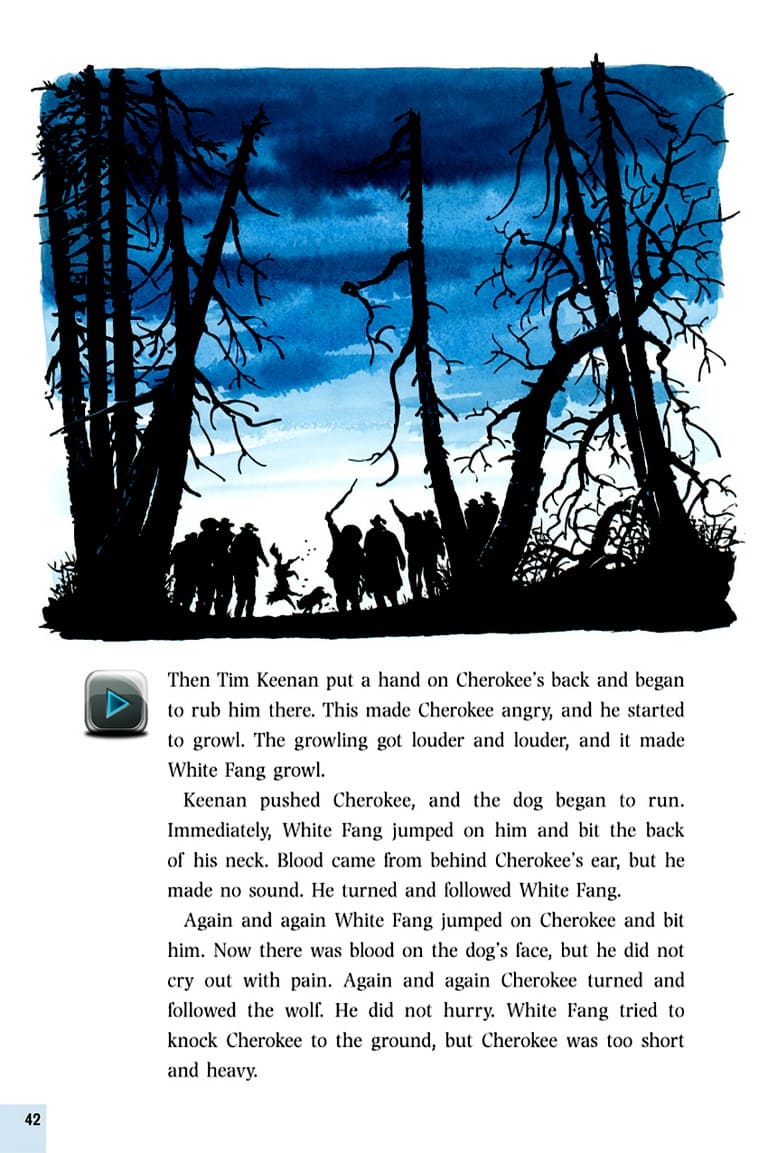 Then Tim Keenan put a hand on Cherokee's back and began
to rub him there. This made Cherokee angry, and he started
to growl. The growling got louder and louder, and it made
White Fang growl.
Keenan pushed Cherokee, and the dog began to run.
Immediately, White Fang jumped on him and bit the back
of his neck. Blood came from behind Cherokee's ear, but he
made no sound. He turned and followed White Fang.
Again and again White Fang jumped on Cherokee and bit
him. Now there was blood on the dog's face, but he did not
cry out with pain. Again and again Cherokee turned and
followed the wolf. He did not hurry. White Fang tried to
knock Cherokee to the ground, but Cherokee was too short
and heavy.
42